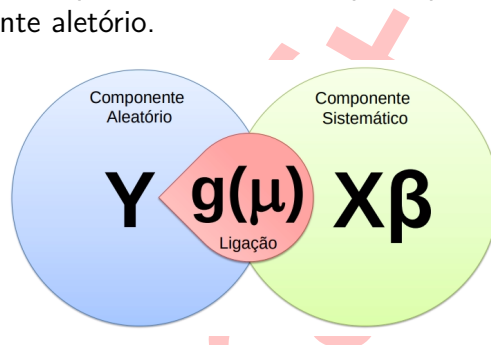 nte aletório.
Componente
Aleatório
Componente
Sistemático
Y g(μ) Xβ
Ligação